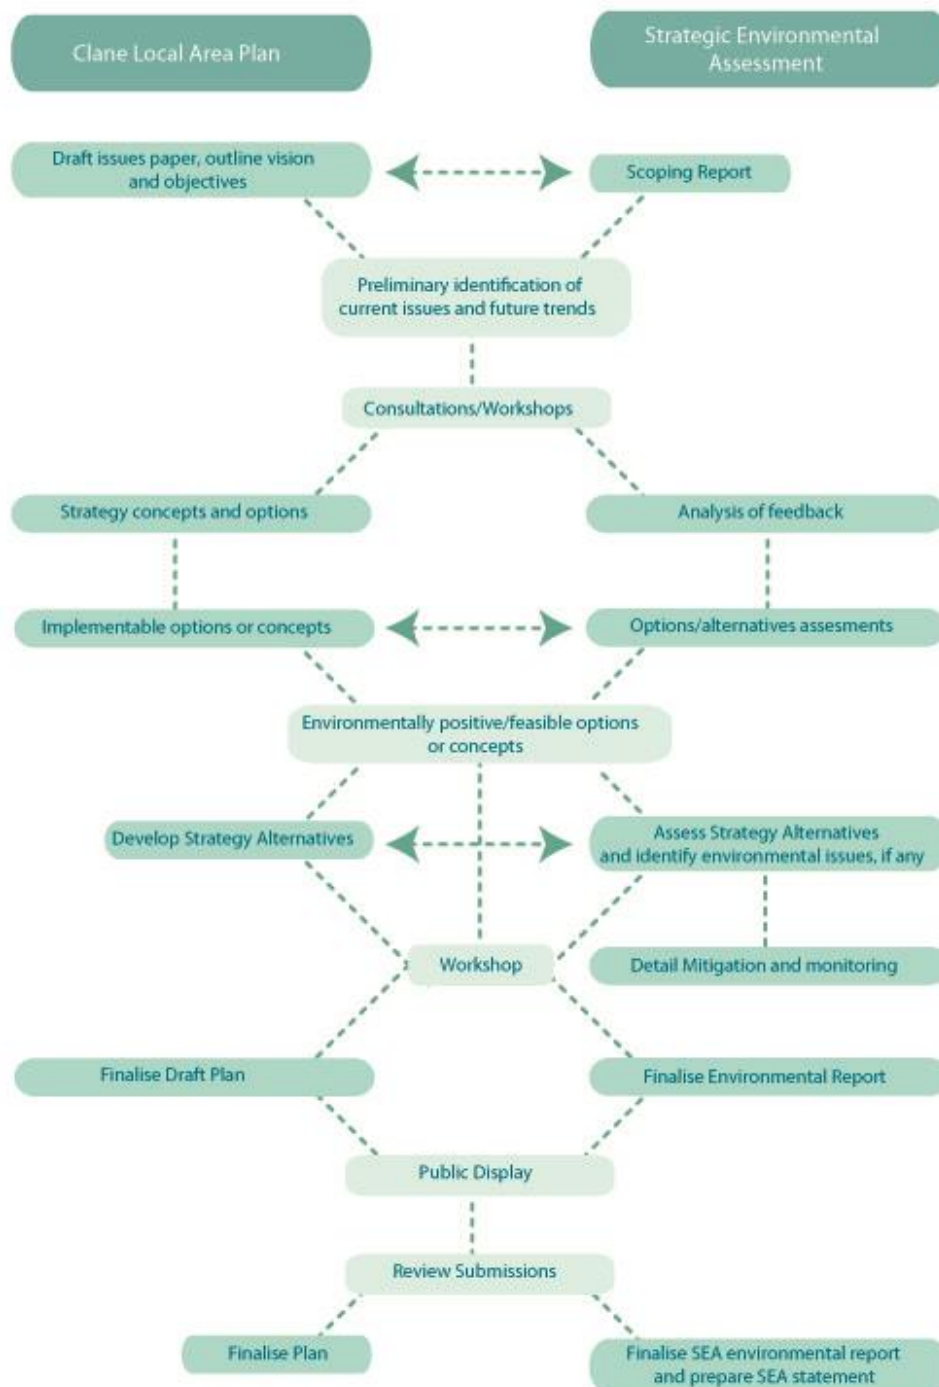 Clane Local Area Plan
Strategic Environmental
Assessment
Draft issues paper, outline vision
and objectives
Scoping Report
Preliminary identification of
current issues and future trends
Consultations/Workshops
Strategy concepts and options
Analysis of feedback
Implementable options or concepts
Options/alternatives assesments
Environmentally positive/feasible options
or concepts
Develop Strategy Alternatives
Assess Strategy Alternatives
and identify environmental issues, if any
Workshop
Detail Mitigation and monitoring
Finalise Draft Plan
Finalise Environmental Report
Public Display
Review Submissions
Finalise Plan
Finalise SEA environmental report
and prepare SEA statement